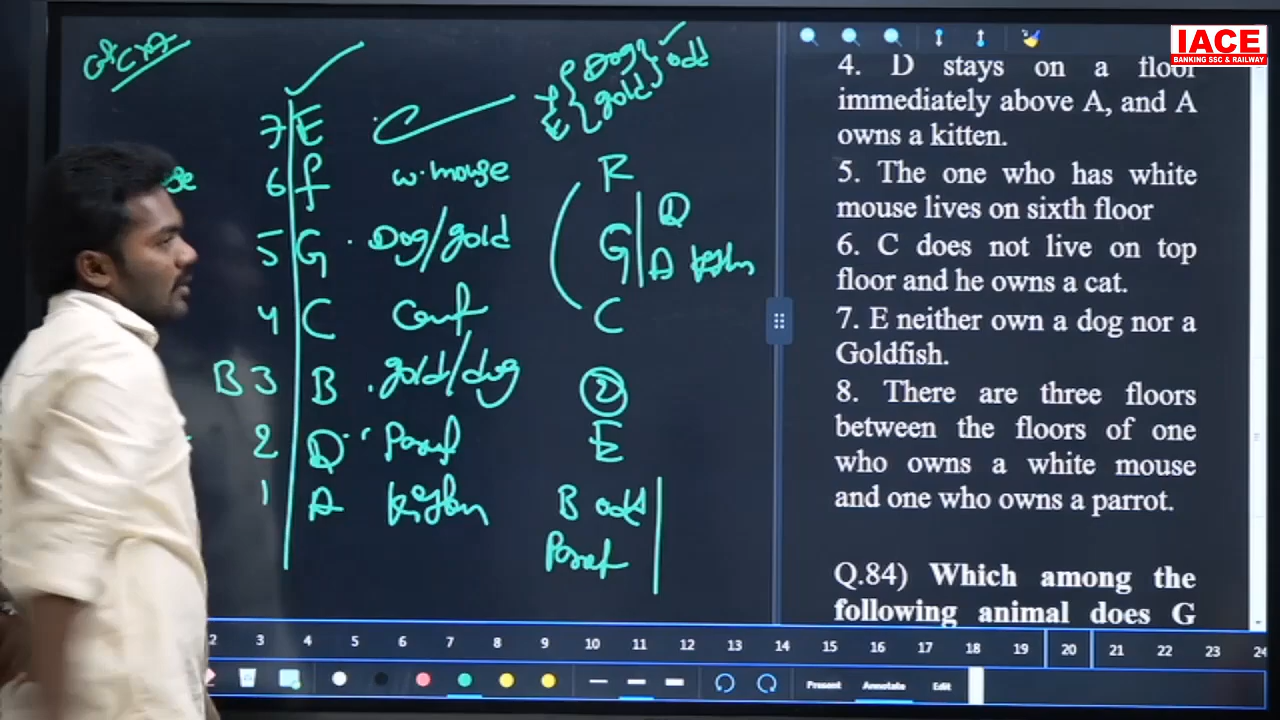 IACE
BANKING SSC & RAILWAY
Dog
odd
gold
7 E C
6 f w.mouse R
5 G Dog/gold G D
A
4 C C
B 3 B gold/dog D
2 D E
1 A B odd
4. D stays on a floor
immediately above A, and A
owns a kitten.
5. The one who has white
mouse lives on sixth floor
6. C does not live on top
floor and he owns a cat.
7. E neither own a dog nor a
Goldfish.
8. There are three floors
between the floors of one
who owns a white mouse
and one who owns a parrot.
Q.84) Which among the
following animal does G
2 3 4 5 6 7 8 9 10 11 12 13 14 15 16 17 18 19 20 21 22 23 24
Present Annotate Edit